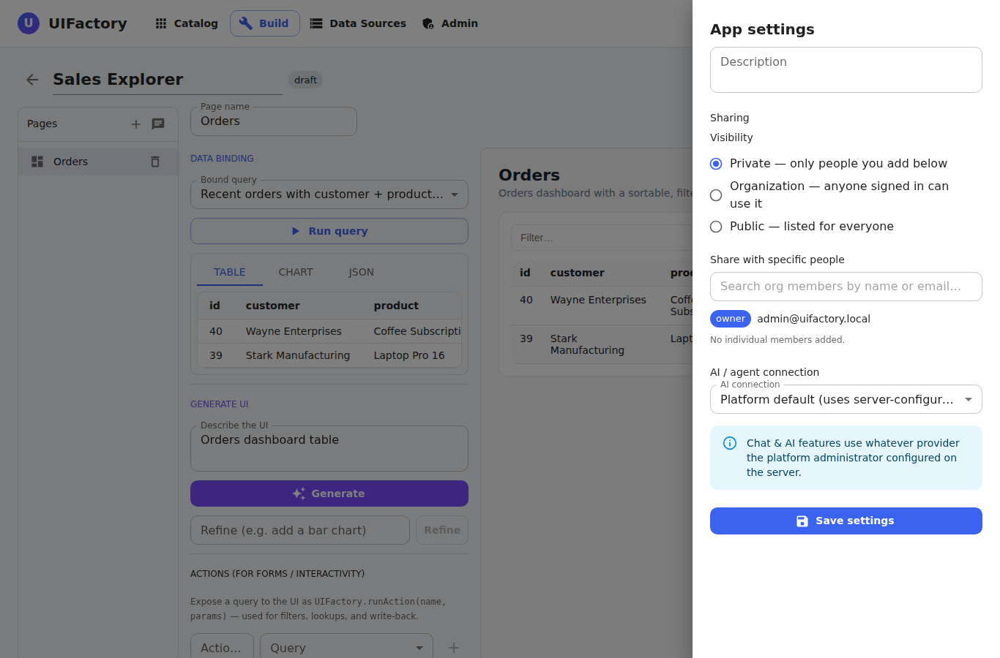 U
UIFactory
Catalog
Build
Data Sources
Admin
Sales Explorer
draft
Pages
Orders
Page name
Orders
DATA BINDING
Bound query
Recent orders with customer + product...
Run query
TABLE
CHART
JSON
id customer product
40 Wayne Enterprises Coffee Subscripti
39 Stark Manufacturing Laptop Pro 16
GENERATE UI
Describe the UI
Orders dashboard table
Generate
Refine (e.g. add a bar chart)
Refine
ACTIONS (FOR FORMS / INTERACTIVITY)
Expose a query to the UI as UIFactory.runAction(name,
params) — used for filters, lookups, and write-back.
Actio...
Query
Orders
Orders dashboard with a sortable, filte
Filter...
id customer proc
40 Wayne Enterprises Coffe
Subs
39 Stark Lapt
Manufacturing
App settings
Description
Sharing
Visibility
Private — only people you add below
Organization — anyone signed in can
use it
Public — listed for everyone
Share with specific people
Search org members by name or email...
owner admin@uifactory.local
No individual members added.
AI / agent connection
AI connection
Platform default (uses server-configur...
Chat & AI features use whatever provider
the platform administrator configured on
the server.
Save settings